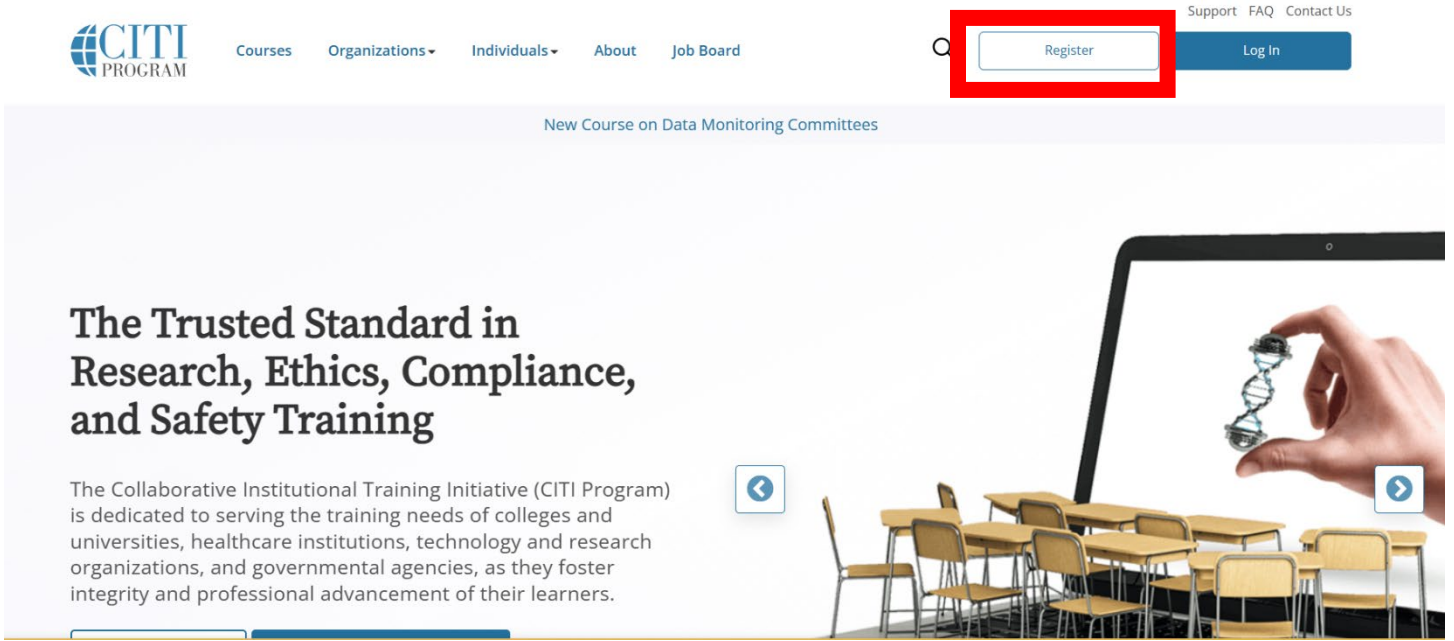 Support FAQ Contact Us
CITI
PROGRAM
Courses Organizations Individuals About Job Board
Register
Log In
New Course on Data Monitoring Committees
The Trusted Standard in
Research, Ethics, Compliance,
and Safety Training
The Collaborative Institutional Training Initiative (CITI Program)
is dedicated to serving the training needs of colleges and
universities, healthcare institutions, technology and research
organizations, and governmental agencies, as they foster
integrity and professional advancement of their learners.